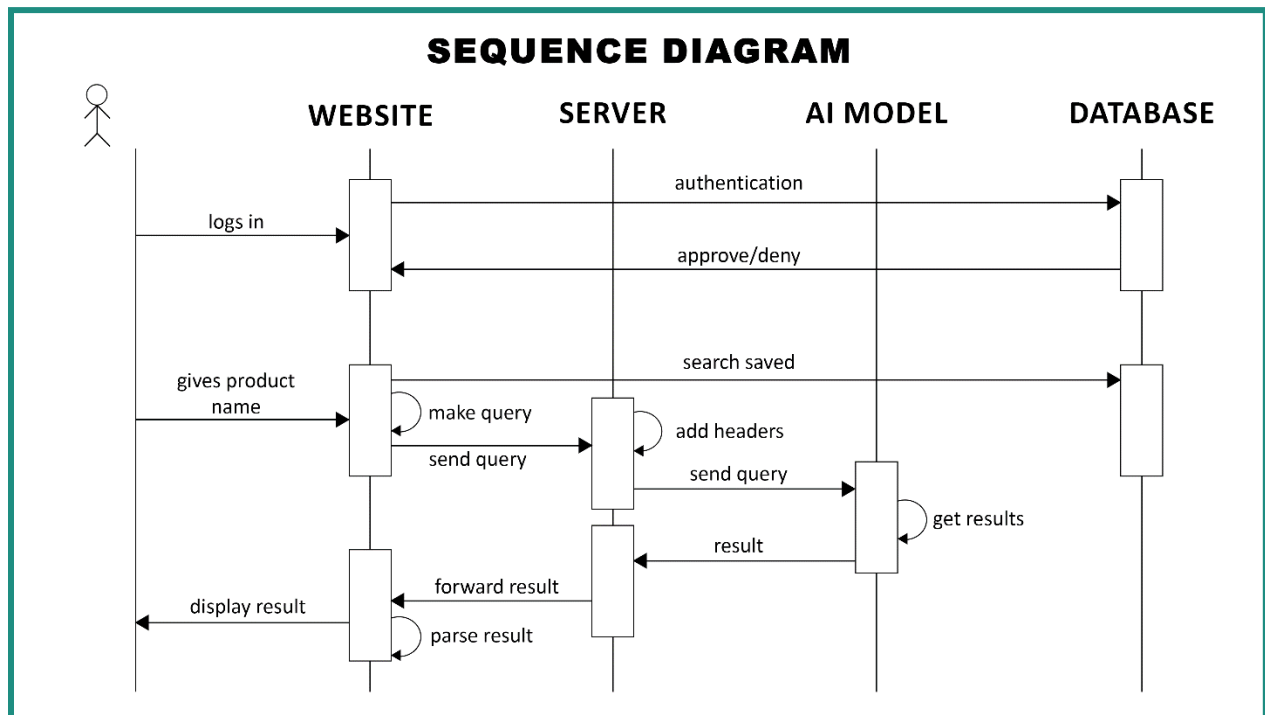 SEQUENCE DIAGRAM
WEBSITE
SERVER
AI MODEL
DATABASE
authentication
logs in
approve/deny
search saved
gives product
name
make query
add headers
send query
send query
get results
result
forward result
display result
parse result